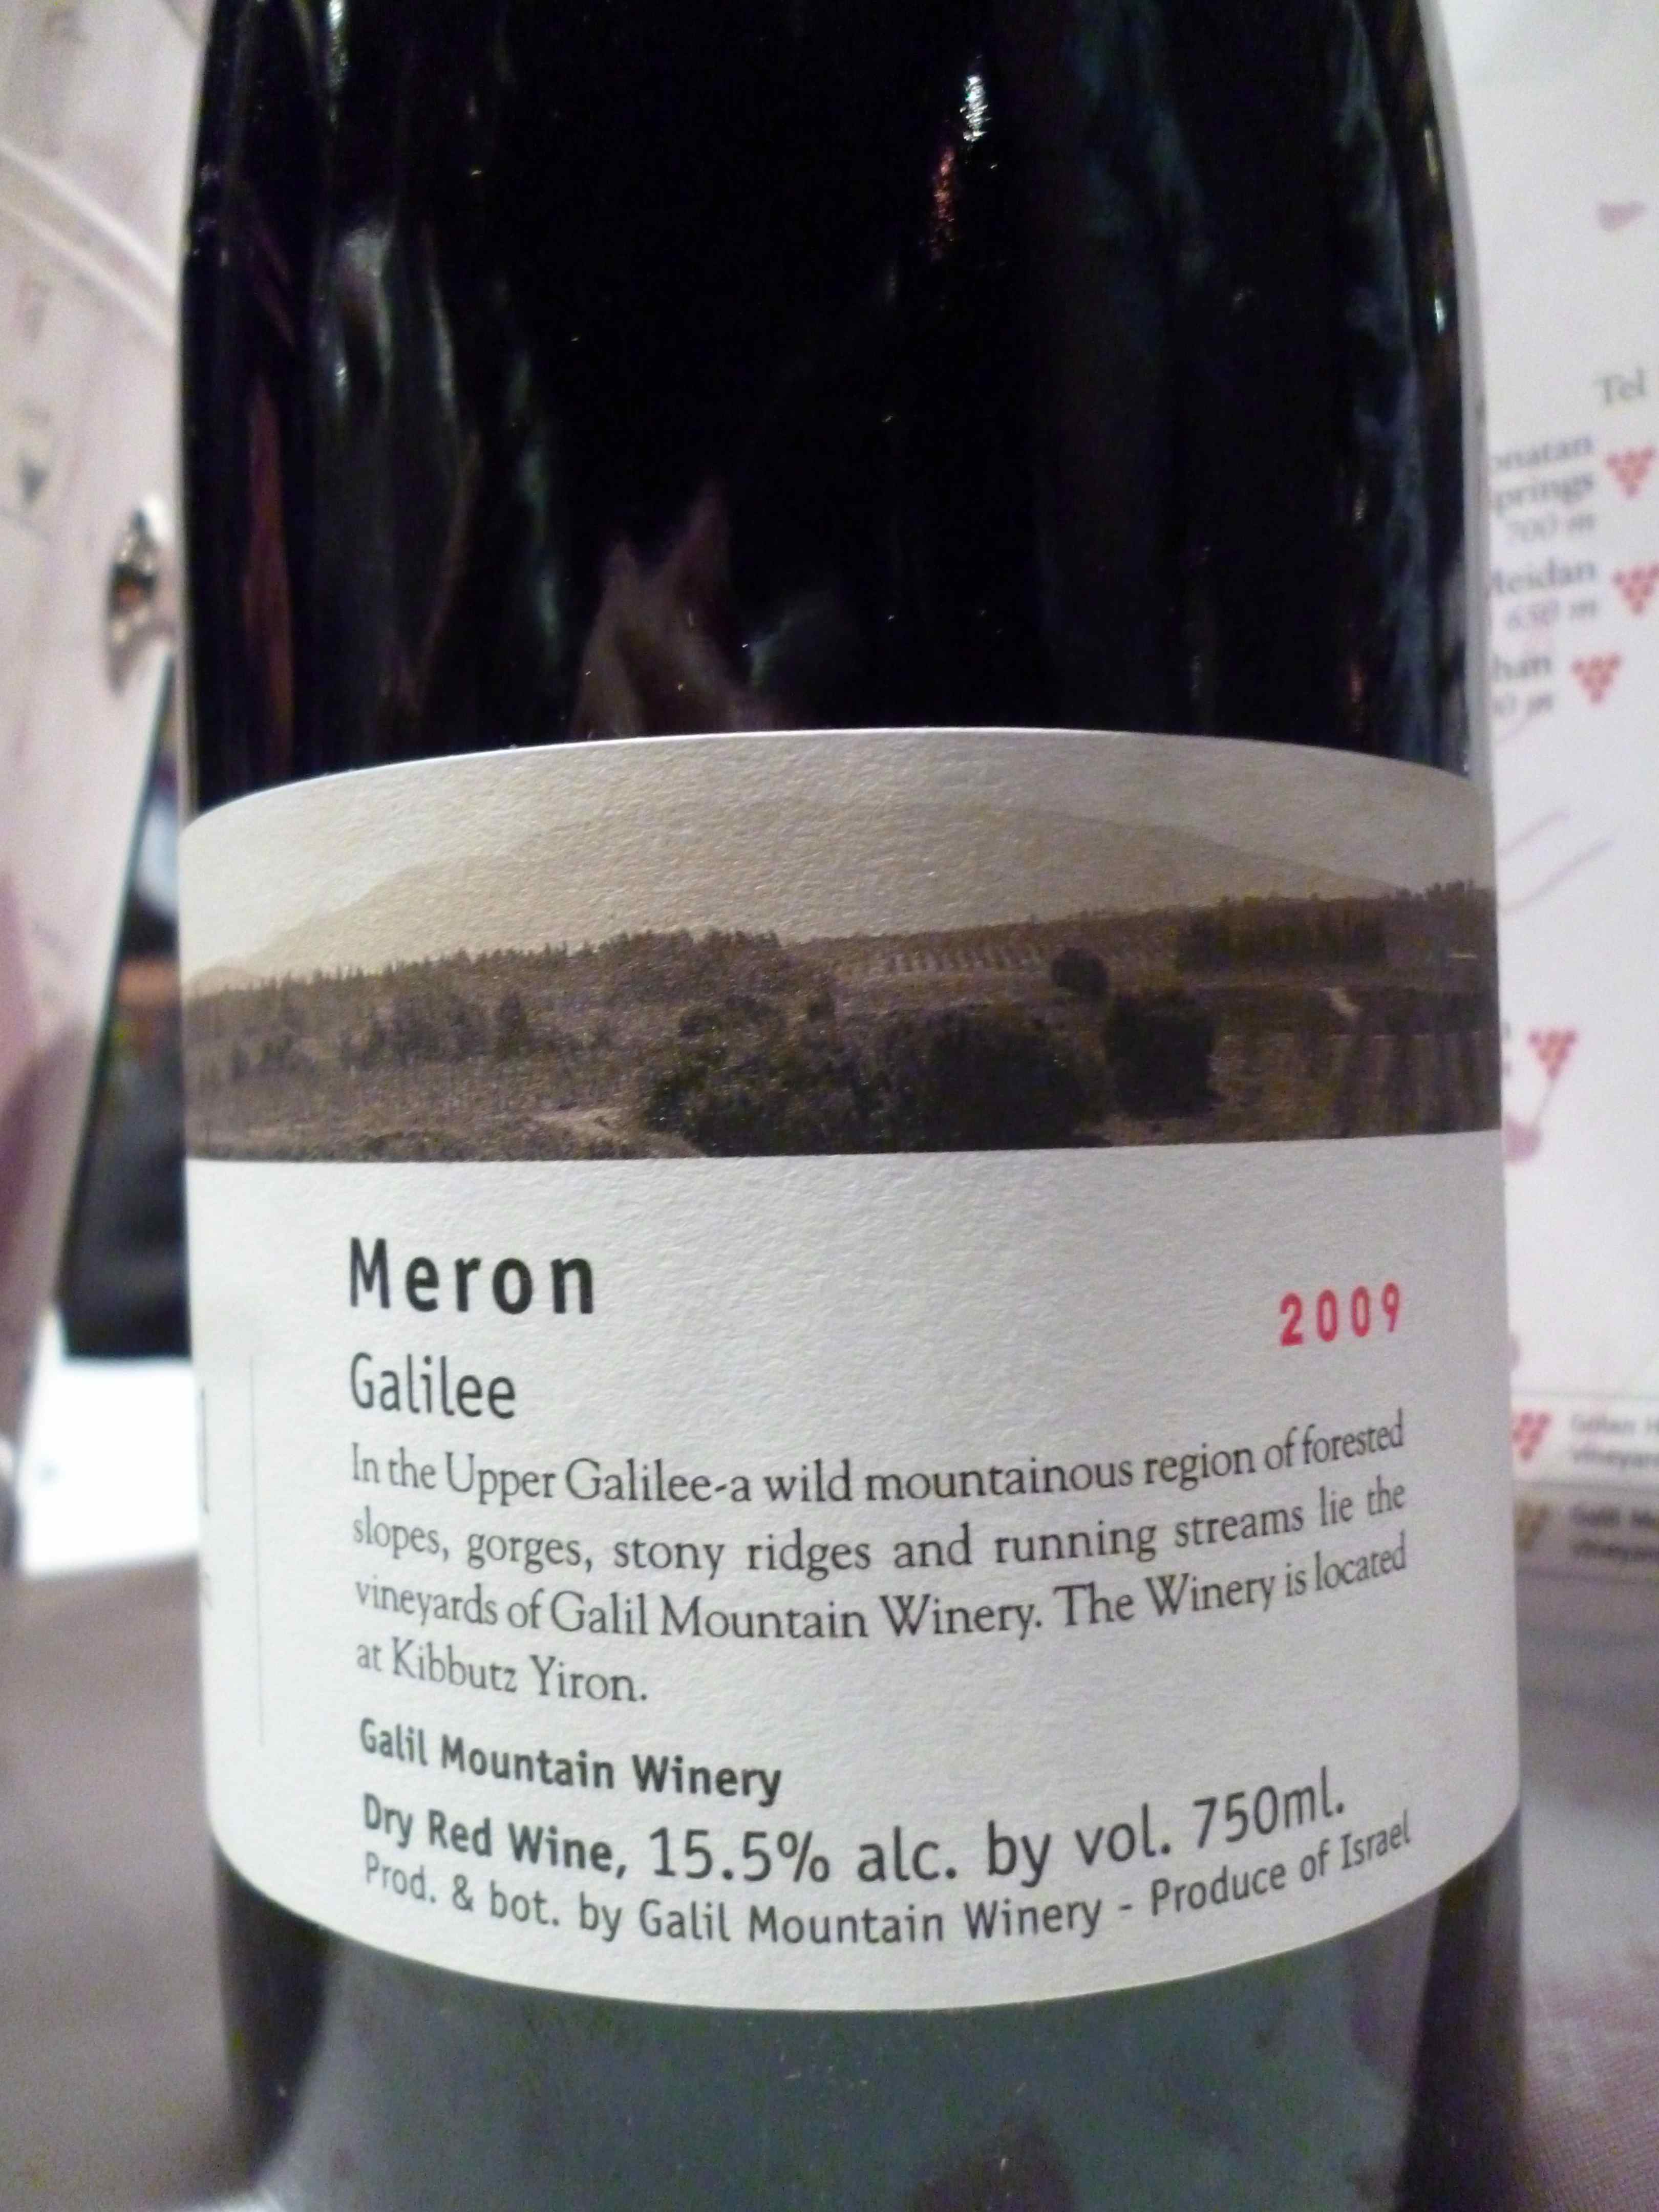 Tel
700 m
650 m
Meron
2009
Galilee
In the Upper Galilee-a wild mountainous region of forested
slopes, gorges, stony ridges and running streams lie the
vineyards of Galil Mountain Winery. The Winery is located
at Kibbutz Yiron.
Galil Mountain Winery
Dry Red Wine, 15.5% alc. by vol. 750ml.
Prod. & bot. by Galil Mountain Winery - Produce of Israel